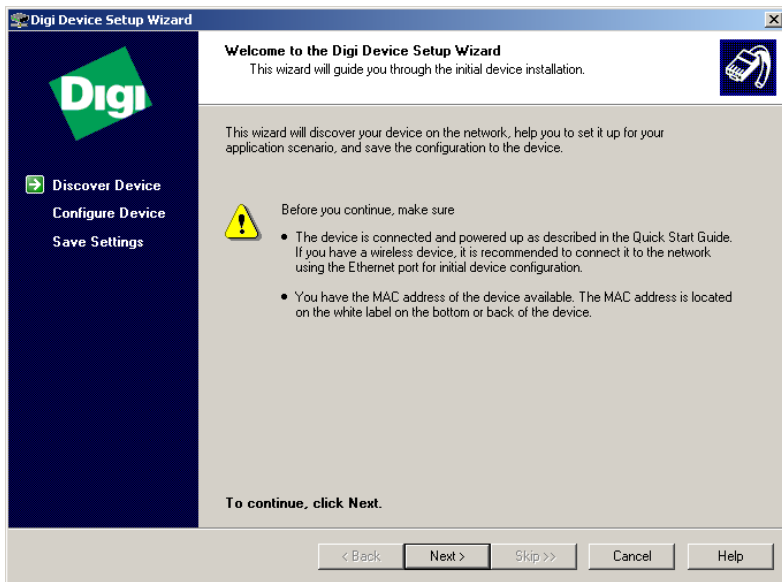 Digi Device Setup Wizard
Digi
Welcome to the Digi Device Setup Wizard
This wizard will guide you through the initial device installation.
Discover Device
Configure Device
Save Settings
This wizard will discover your device on the network, help you to set it up for your
application scenario, and save the configuration to the device.
Before you continue, make sure
• The device is connected and powered up as described in the Quick Start Guide.
If you have a wireless device, it is recommended to connect it to the network
using the Ethernet port for initial device configuration.
• You have the MAC address of the device available. The MAC address is located
on the white label on the bottom or back of the device.
To continue, click Next.
< Back Next > Skip >> Cancel Help